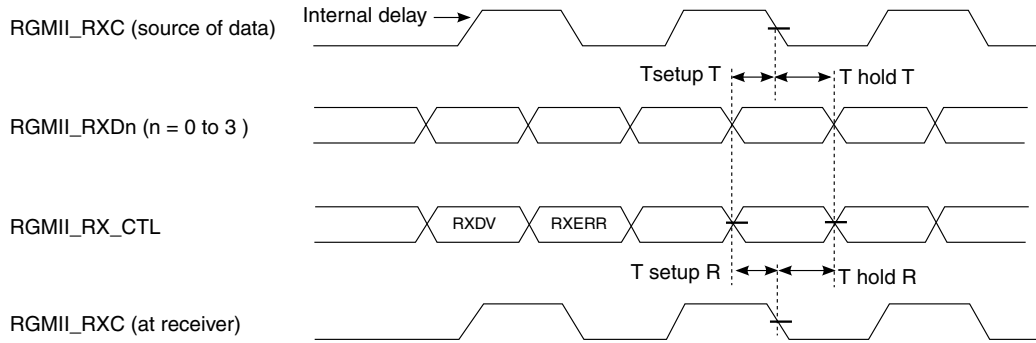 Internal delay
RGMII_RXC (source of data)
Tsetup T
T hold T
RGMII_RXDn (n = 0 to 3 )
RGMII_RX_CTL
RXDV
RXERR
T setup R
T hold R
RGMII_RXC (at receiver)